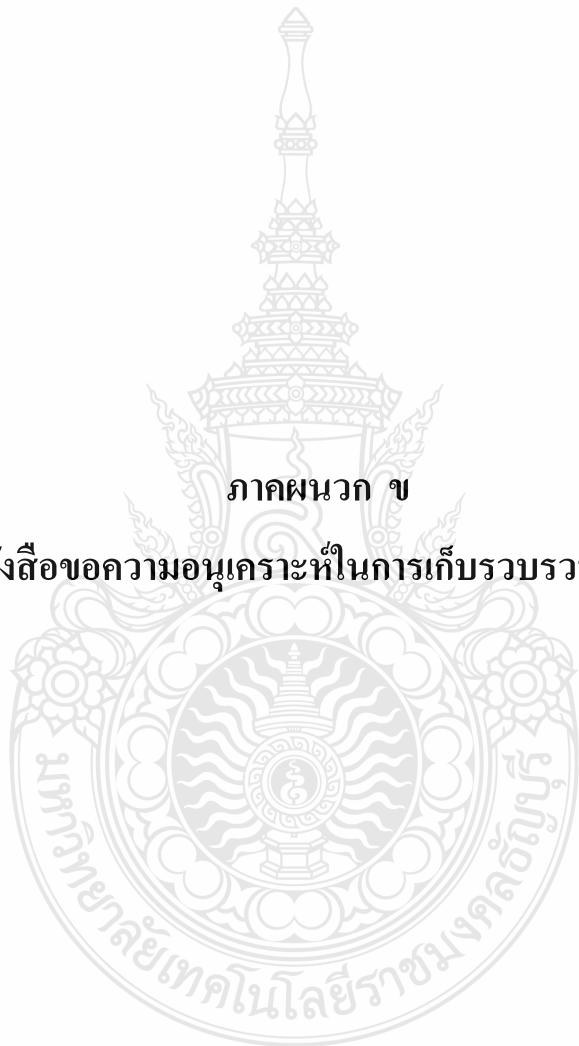 ภาคผนวก ข
งสือขอความอนุเคราะห์ในการเก็บรวบรว
มหาวิทยาลัยเทคโนโลยีราชมงคลธัญบุรี